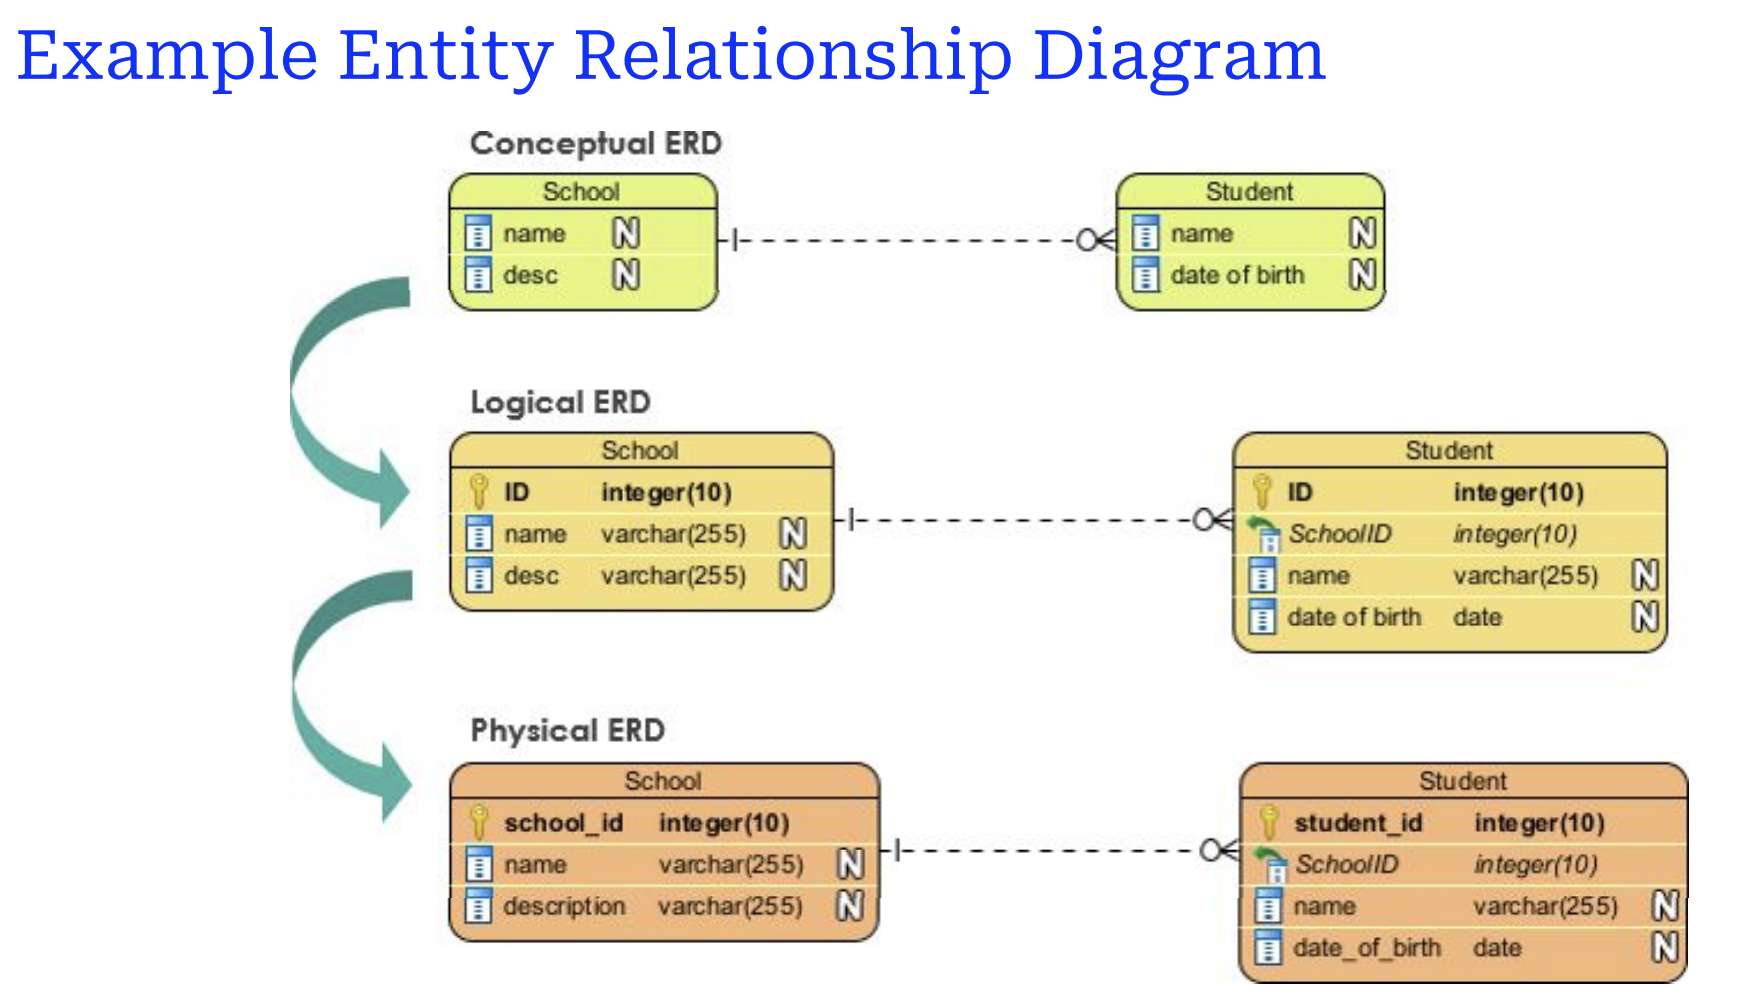 Example Entity Relationship Diagram
Conceptual ERD
School
name N
desc N
Student
name N
date of birth N
Logical ERD
School
ID integer(10)
name varchar(255) N
desc varchar(255) N
Student
ID integer(10)
SchoolID integer(10)
name varchar(255) N
date of birth date N
Physical ERD
School
school_id integer(10)
name varchar(255) N
description varchar(255) N
Student
student_id integer(10)
SchoolID integer(10)
name varchar(255) N
date_of_birth date N